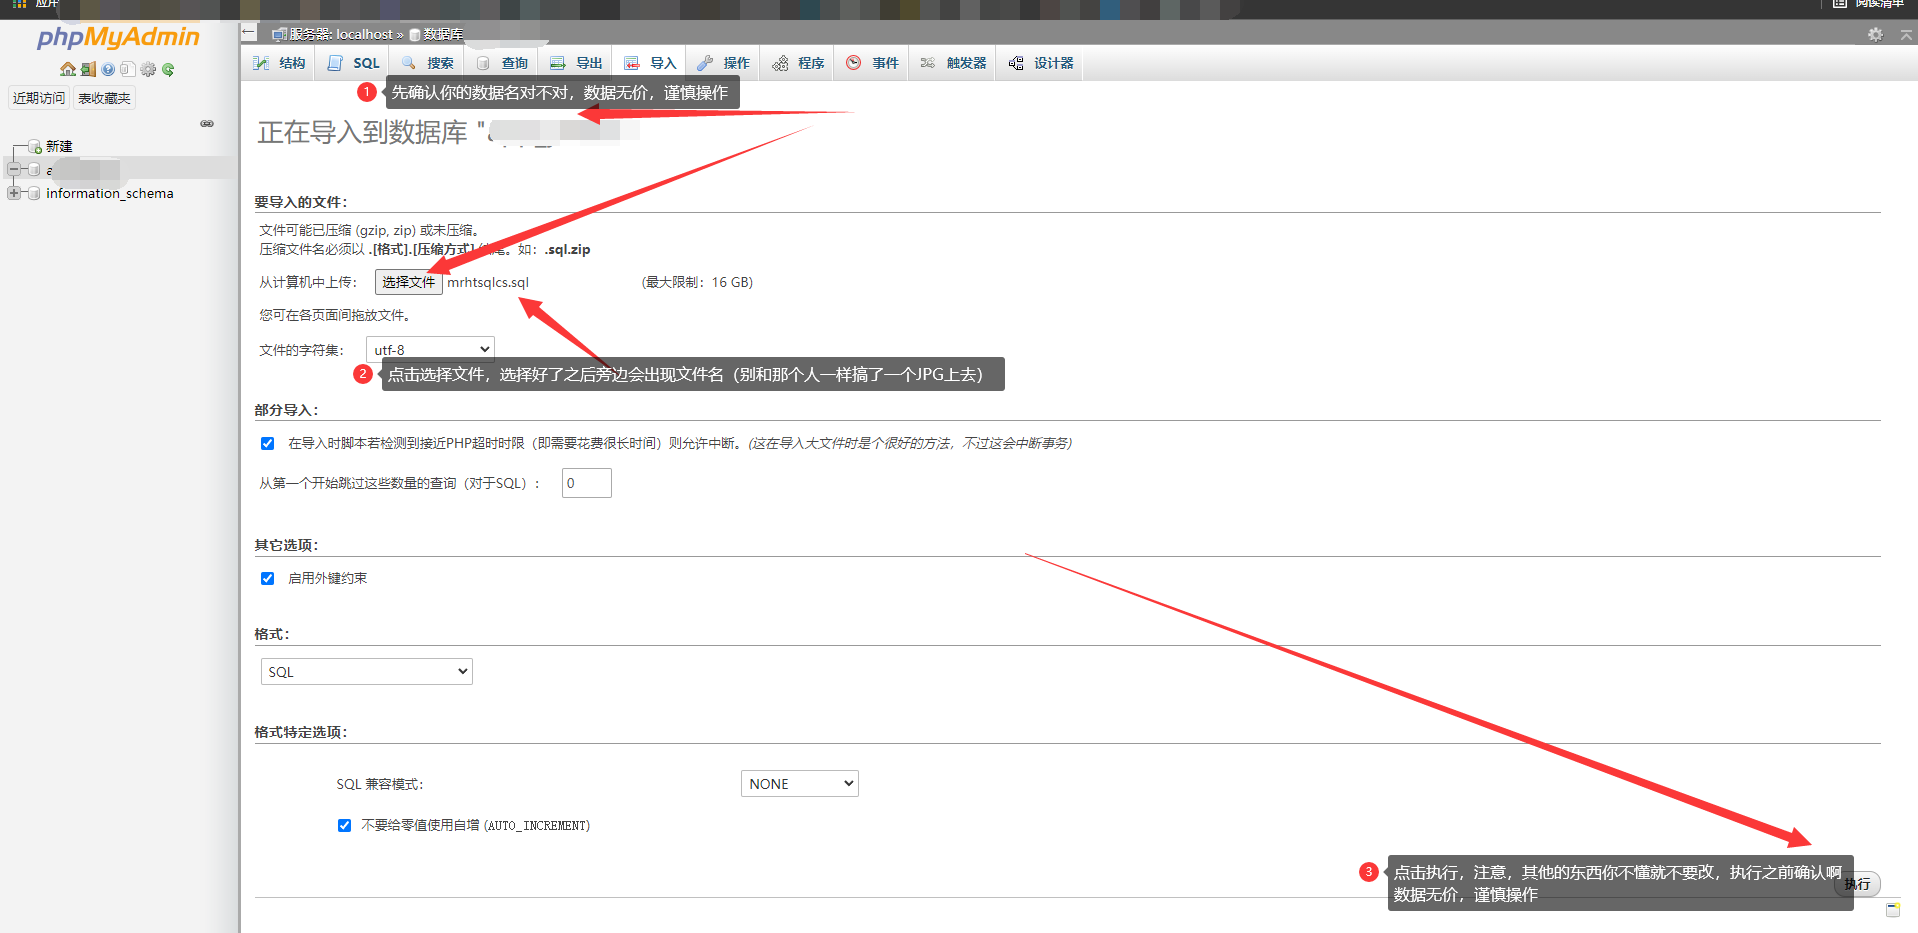 应用
阅读清单
phpMyAdmin
服务器: localhost » 数据库
近期访问 表收藏夹
新建
a
information_schema
结构 SQL 搜索 查询 导出 导入 操作 程序 事件 触发器 设计器
1 先确认你的数据名对不对，数据无价，谨慎操作
正在导入到数据库 "
要导入的文件：
文件可能已压缩 (gzip, zip) 或未压缩。
压缩文件名必须以 .[格式].[压缩方式] 结尾。如：.sql.zip
从计算机中上传： 选择文件 mrhtsqlcs.sql (最大限制：16 GB)
您可在各页面间拖放文件。
文件的字符集： utf-8
2 点击选择文件，选择好了之后旁边会出现文件名（别和那个人一样搞了一个JPG上去）
部分导入：
在导入时脚本若检测到接近PHP超时时限（即需要花费很长时间）则允许中断。(这在导入大文件时是个很好的方法，不过这会中断事务)
从第一个开始跳过这些数量的查询（对于SQL）： 0
其它选项：
启用外键约束
格式：
SQL
格式特定选项：
SQL 兼容模式： NONE
不要给零值使用自增 (AUTO_INCREMENT)
3 点击执行，注意，其他的东西你不懂就不要改，执行之前确认啊
数据无价，谨慎操作
执行